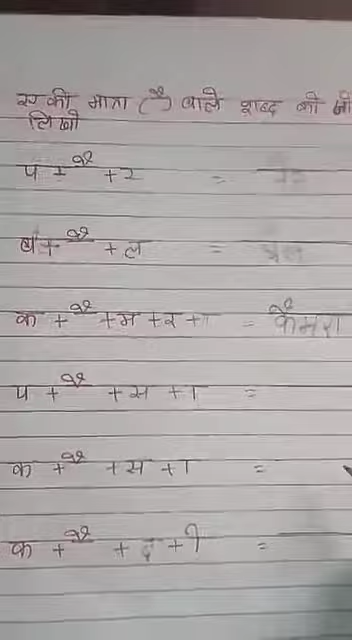 एै की मात्रा (ै) वाले शब्द को जो
लिखो
प + ऐ + र =
ब + ऐ + ल = बैल
क + ऐ + म + र + ा = कैमरा
प + ऐ + स + ा =
क + ऐ + स + ा =
क + ऐ + द + ी =